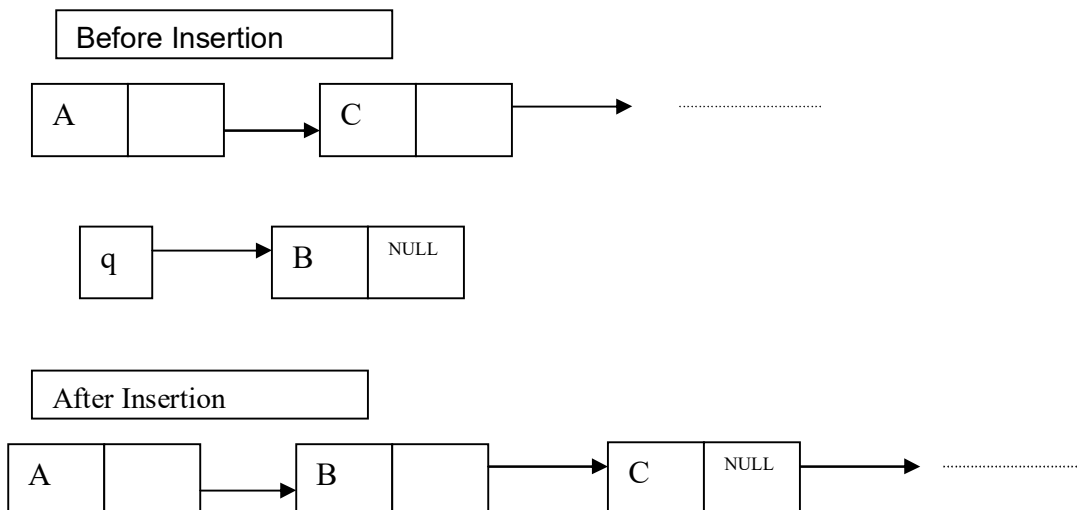 Before Insertion
A C
q B NULL
After Insertion
A B C NULL